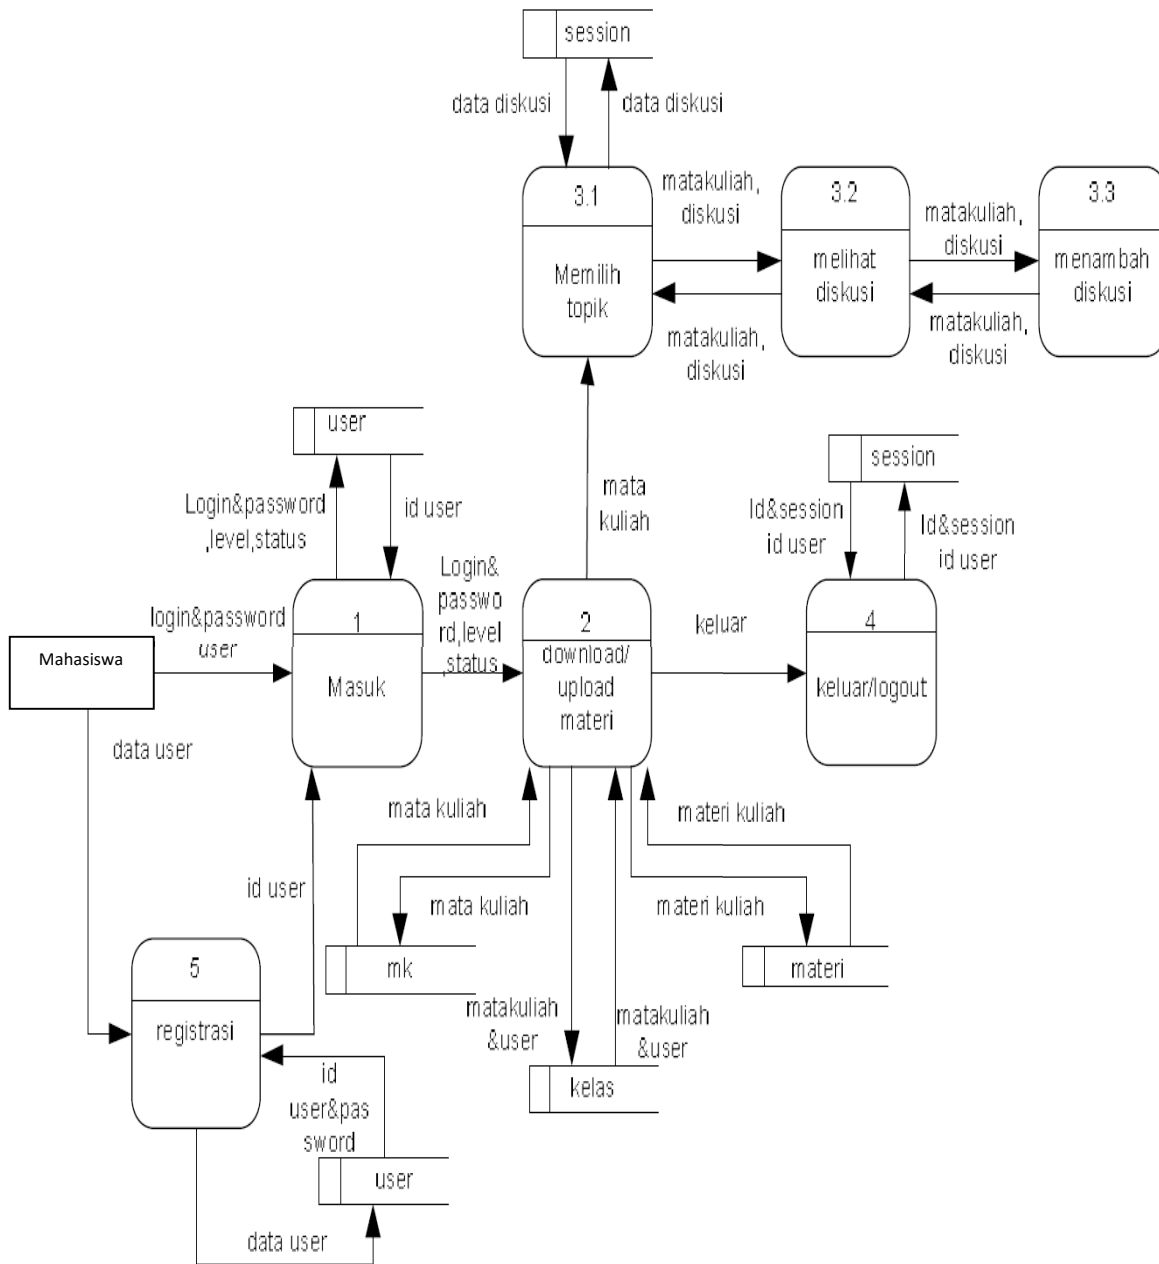 session
data diskusi
data diskusi
3.1
Memilih
topik
matakuliah,
diskusi
matakuliah,
diskusi
3.2
melihat
diskusi
matakuliah,
diskusi
matakuliah,
diskusi
3.3
menambah
diskusi
user
Login&password
,level,status
id user
mata
kuliah
session
Id&session
id user
Id&session
id user
Mahasiswa
login&password
user
1
Masuk
Login&
passwo
rd,level
,status
2
download/
upload
materi
keluar
4
keluar/logout
data user
id user
mata kuliah
mata kuliah
mk
matakuliah
&user
matakuliah
&user
kelas
materi kuliah
materi kuliah
materi
5
registrasi
id
user&pas
sword
user
data user